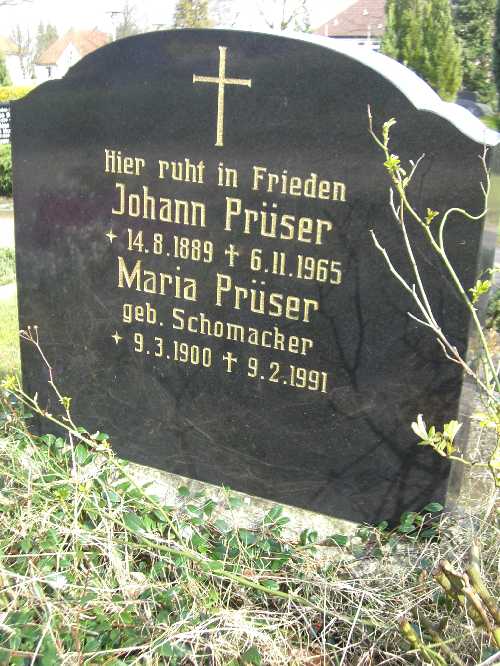 Hier ruht in Frieden
Johann Prüser
✦ 14.8.1889 ✝ 6.11.1965
Maria Prüser
geb. Schomacker
✦ 9.3.1900 ✝ 9.2.1991